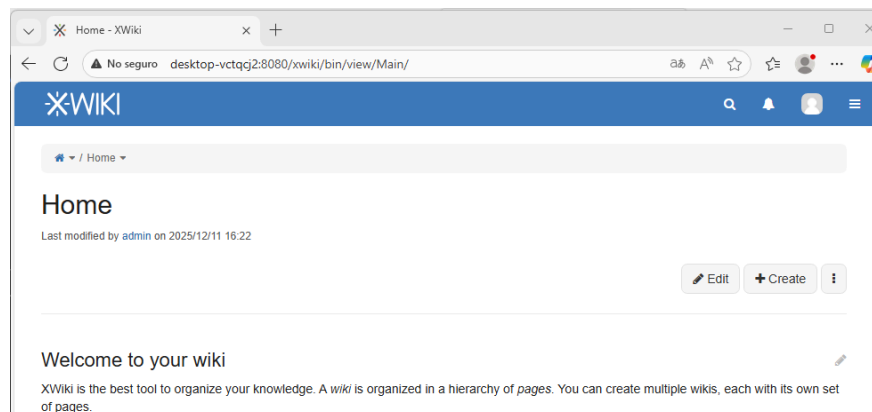 Home - XWiki
No seguro desktop-vctqcj2:8080/xwiki/bin/view/Main/
XWIKI
/ Home
Home
Last modified by admin on 2025/12/11 16:22
Edit Create
Welcome to your wiki
XWiki is the best tool to organize your knowledge. A wiki is organized in a hierarchy of pages. You can create multiple wikis, each with its own set
of pages.